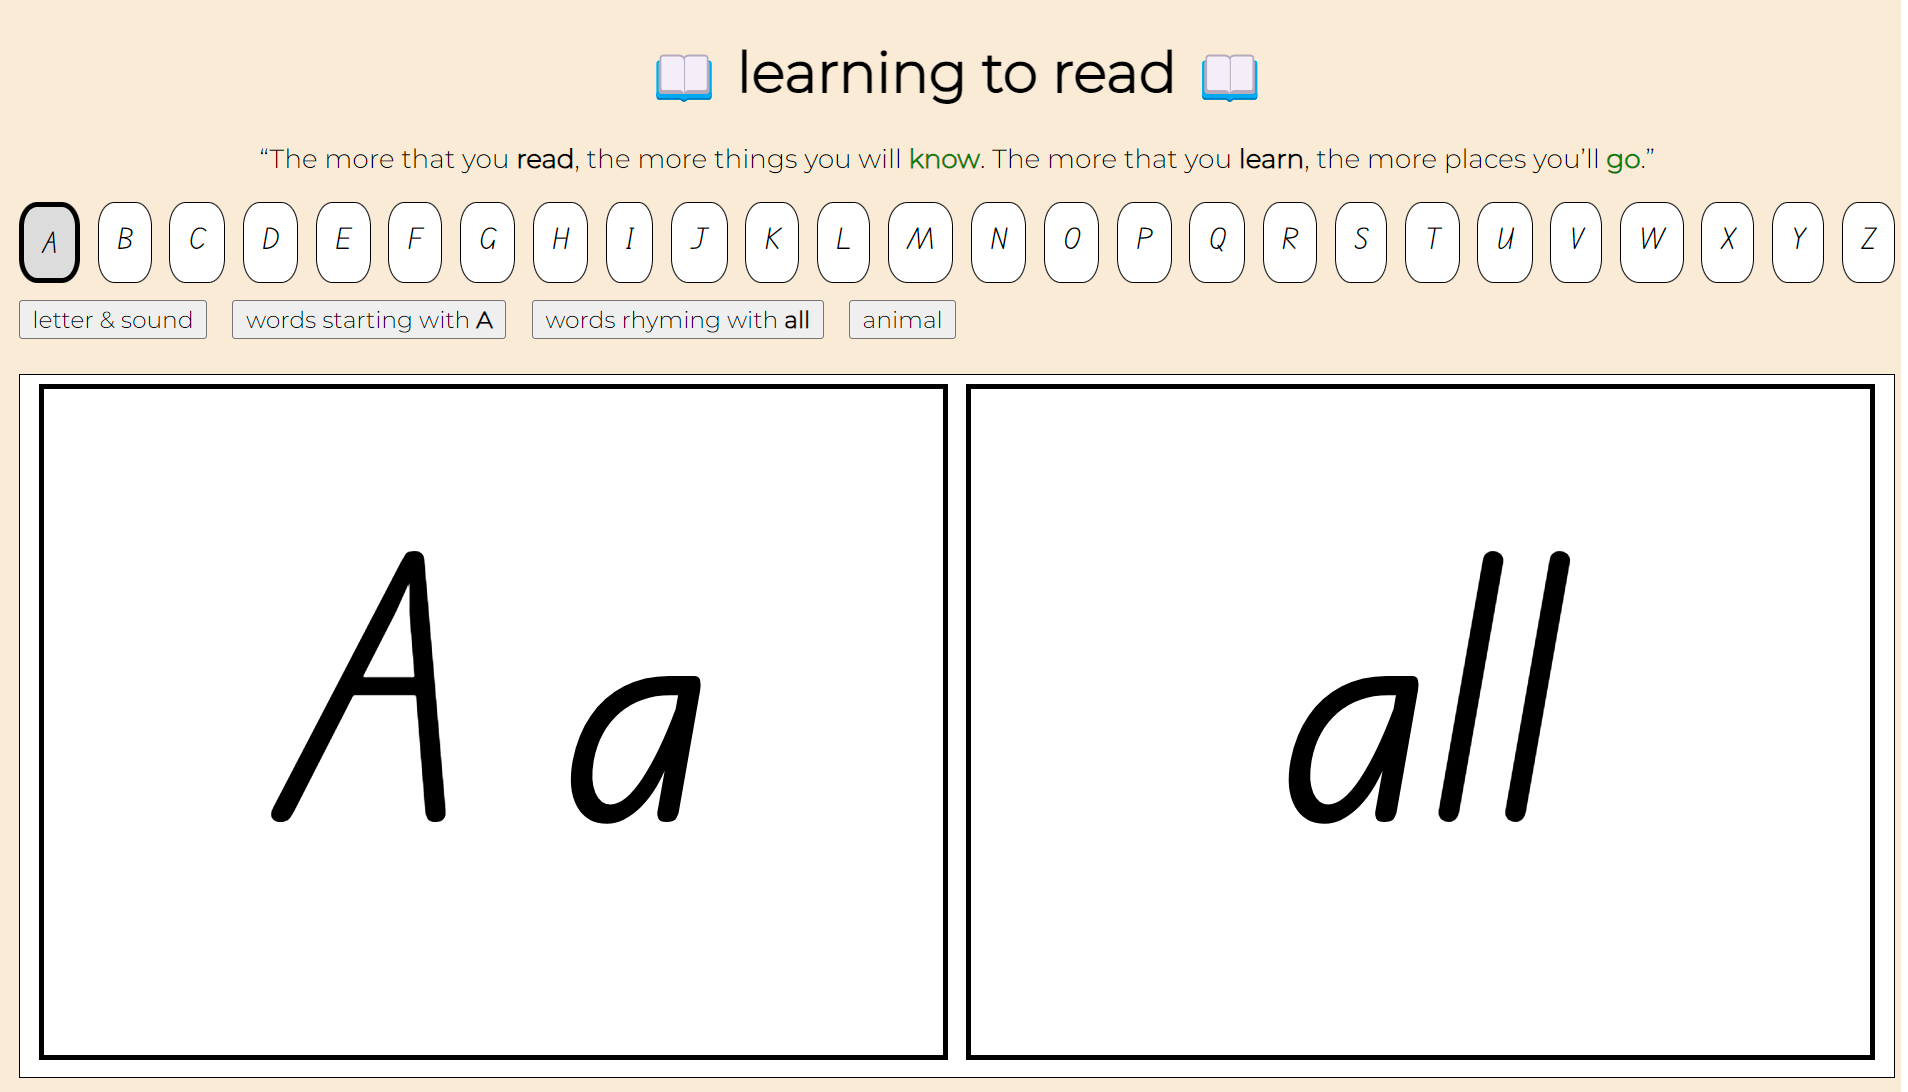 learning to read
“The more that you read, the more things you will know. The more that you learn, the more places you’ll go.”
A B C D E F G H I J K L M N O P Q R S T U V W X Y Z
letter & sound words starting with A words rhyming with all animal
A a all